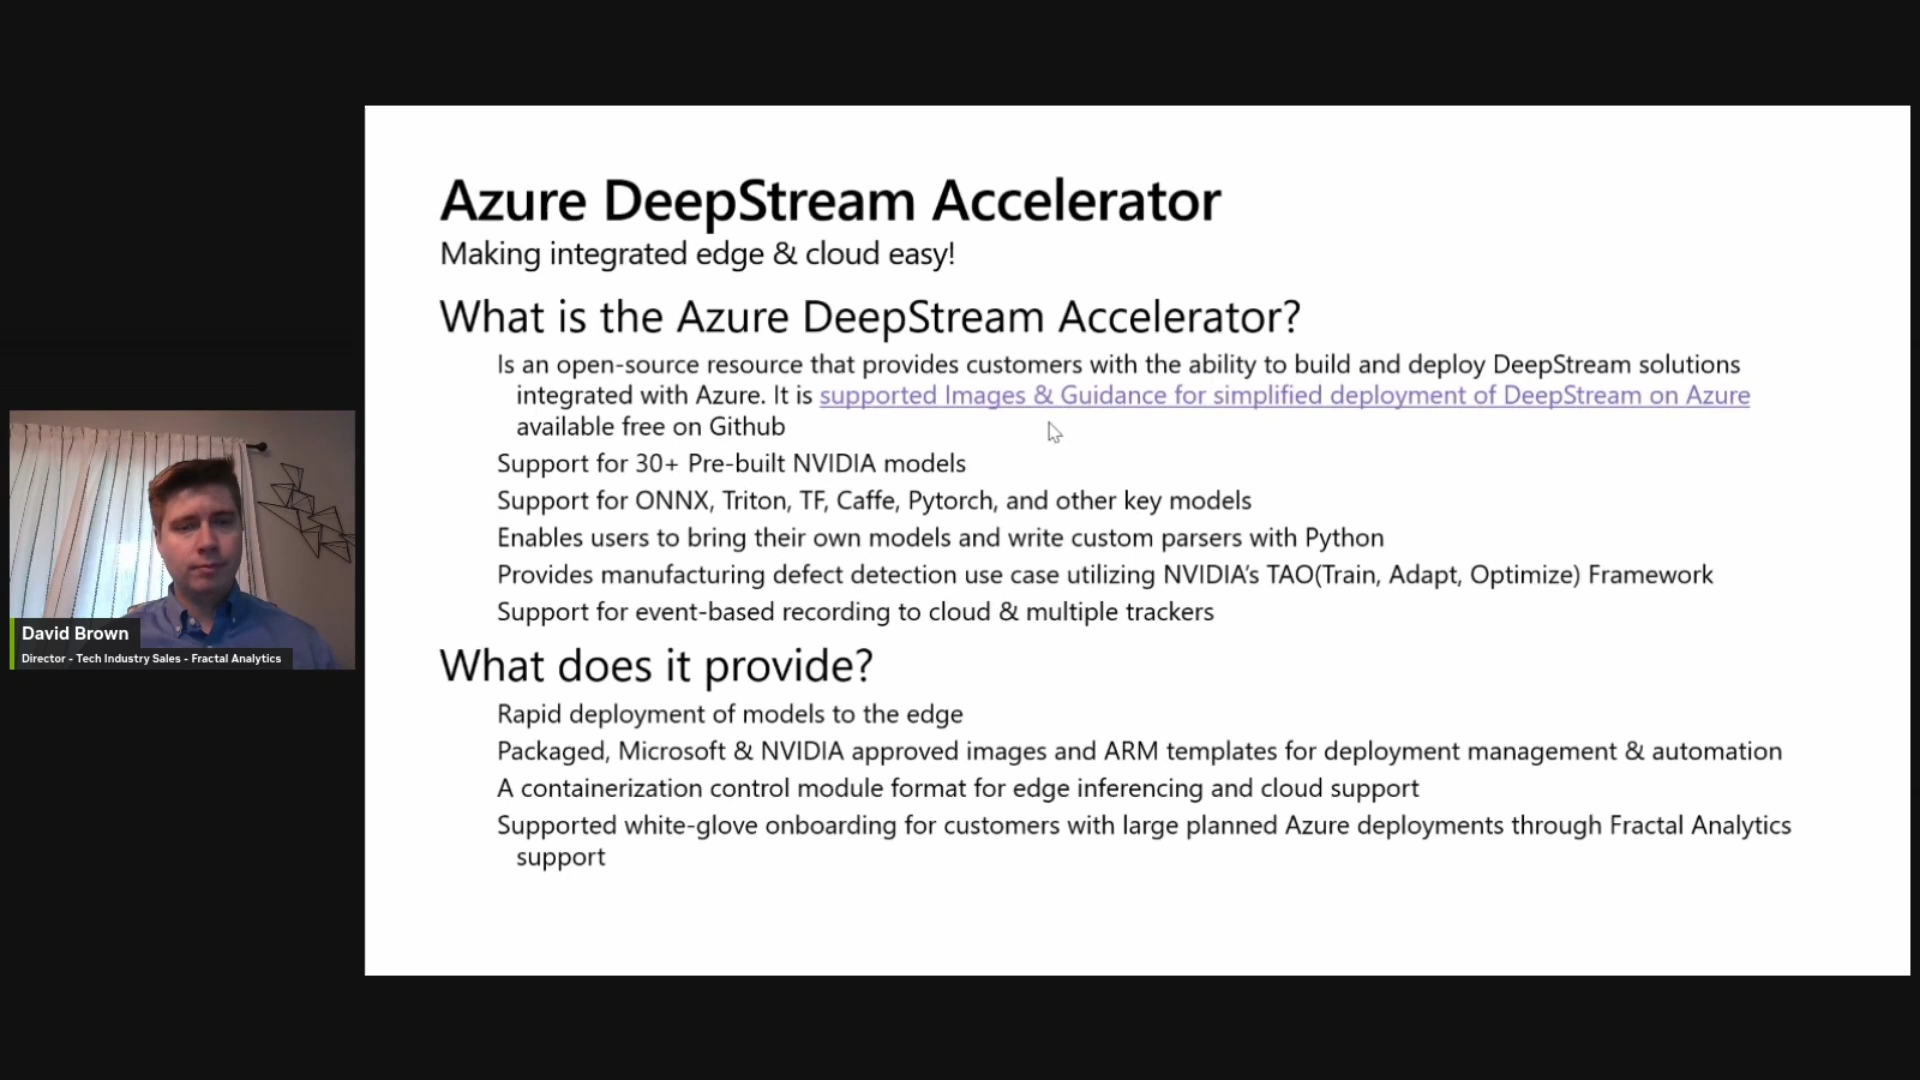 Azure DeepStream Accelerator
Making integrated edge & cloud easy!
What is the Azure DeepStream Accelerator?
Is an open-source resource that provides customers with the ability to build and deploy DeepStream solutions
integrated with Azure. It is supported Images & Guidance for simplified deployment of DeepStream on Azure
available free on Github
Support for 30+ Pre-built NVIDIA models
Support for ONNX, Triton, TF, Caffe, Pytorch, and other key models
Enables users to bring their own models and write custom parsers with Python
Provides manufacturing defect detection use case utilizing NVIDIA's TAO(Train, Adapt, Optimize) Framework
Support for event-based recording to cloud & multiple trackers
What does it provide?
Rapid deployment of models to the edge
Packaged, Microsoft & NVIDIA approved images and ARM templates for deployment management & automation
A containerization control module format for edge inferencing and cloud support
Supported white-glove onboarding for customers with large planned Azure deployments through Fractal Analytics
support
David Brown
Director - Tech Industry Sales - Fractal Analytics